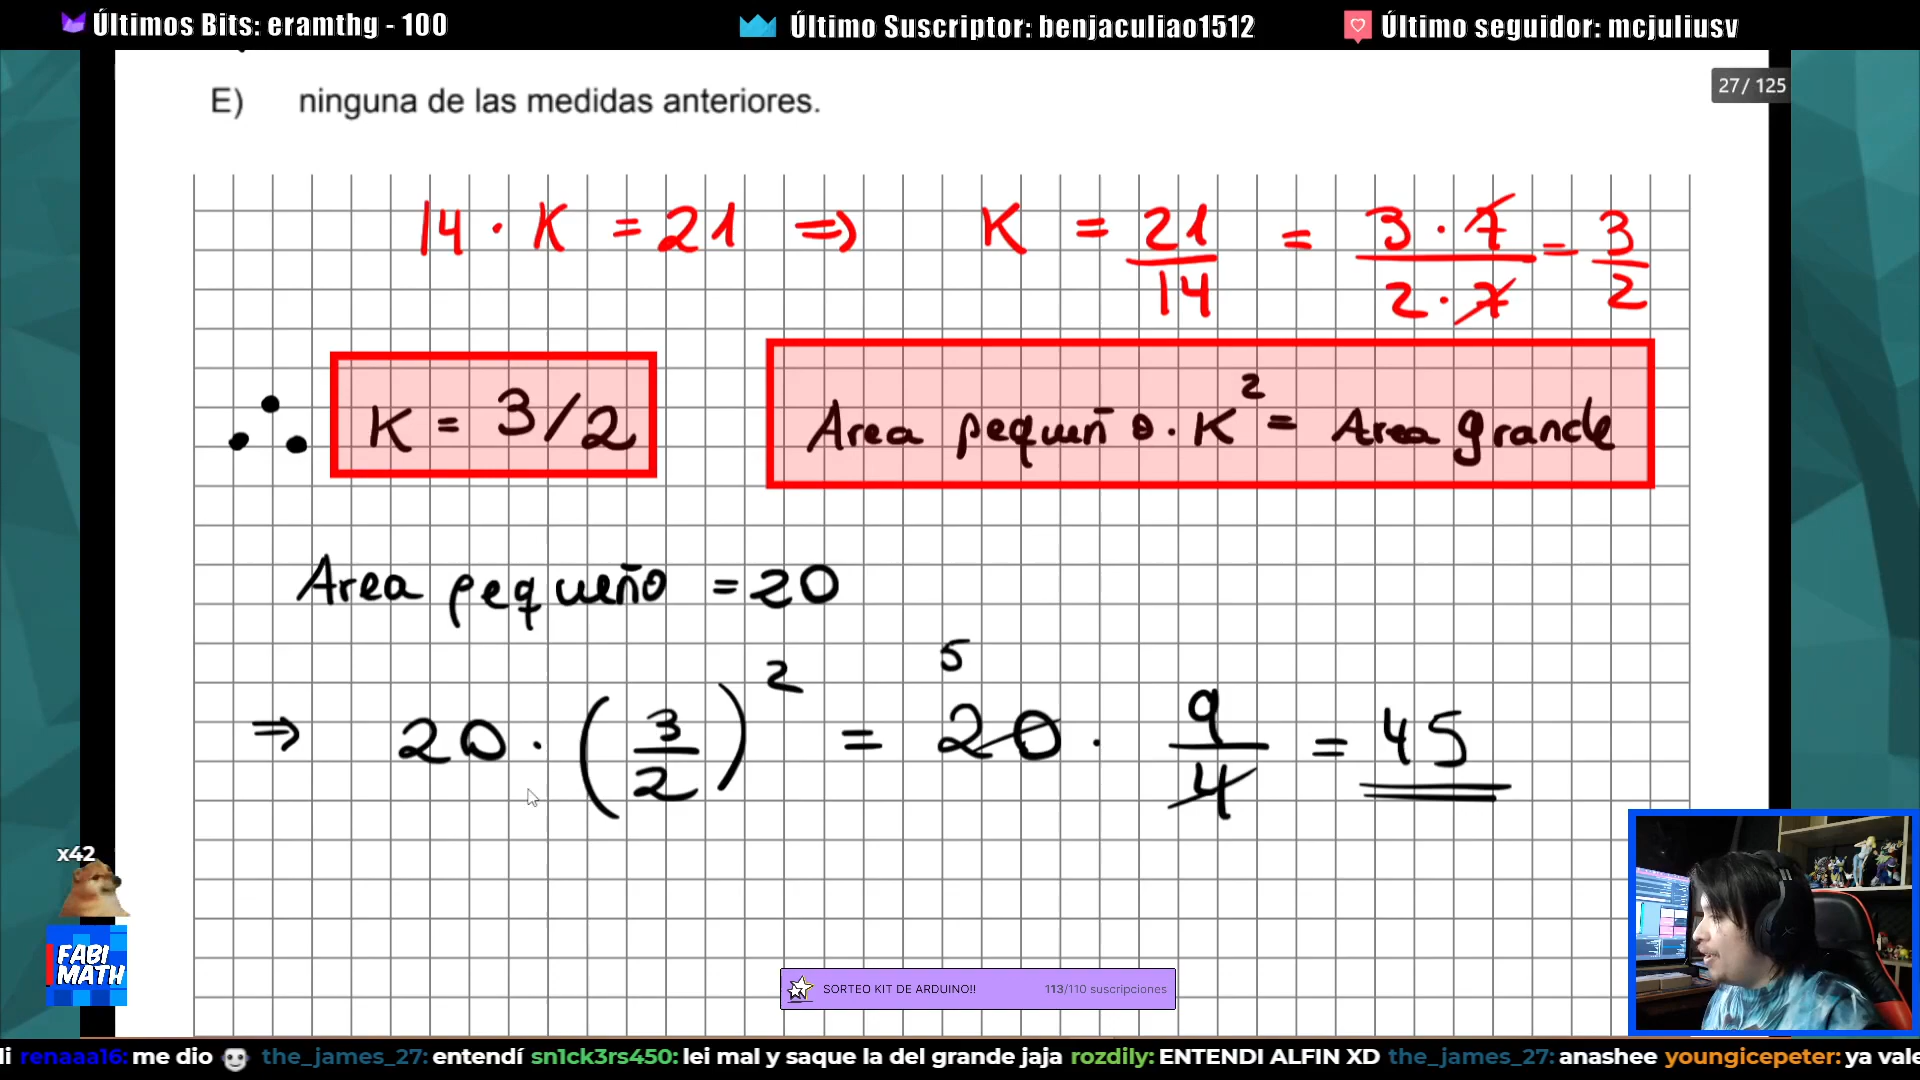 Últimos Bits: eramthg - 100
Último Suscriptor: benjaculiao1512
Último seguidor: mcjuliusv
27/ 125
E) ninguna de las medidas anteriores.
14 · K = 21 => K = 21/14 = 3 · 7/2 · 7 = 3/2
∴ K = 3/2
Area pequeño · K² = Area grande
Area pequeño = 20
=> 20 · (3/2)² = 20 · 9/4 = 45
5
x42
FABI
MATH
SORTEO KIT DE ARDUINO!! 113/110 suscripciones
li renaaa16: me dio the_james_27: entendí sn1ck3rs450: lei mal y saque la del grande jaja rozdily: ENTENDI ALFIN XD the_james_27: anashee youngicepeter: ya vale